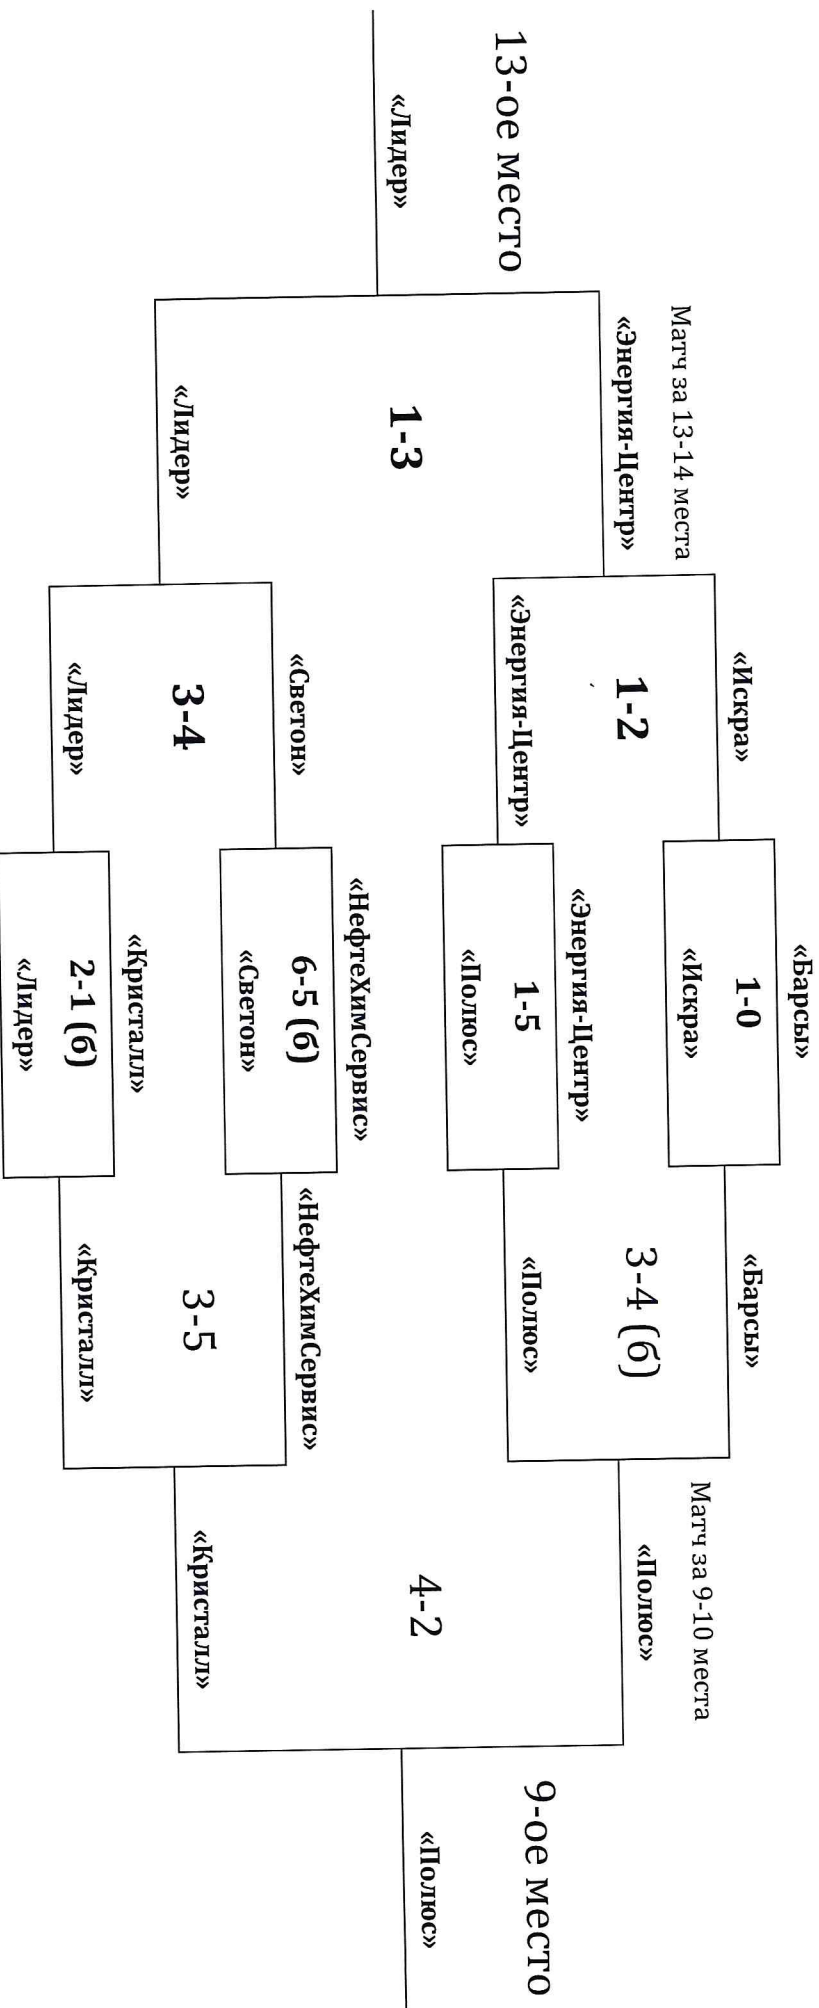 «Барсы»
1-0
«Искра»
Матч за 13-14 места
«Искра»
«Барсы»
Матч за 9-10 места
1-2
3-4 (б)
«Энергия-Центр»
«Полюс»
13-ое место
9-ое место
«Энергия-Центр»
1-5
«Полюс»
«Энергия-Центр»
«Полюс»
«Лидер»
1-3
4-2
«Полюс»
«НефтеХимСервис»
6-5 (б)
«Светон»
«Светон»
«НефтеХимСервис»
3-4
3-5
«Лидер»
«Кристалл»
«Кристалл»
2-1 (б)
«Лидер»
«Лидер»
«Кристалл»